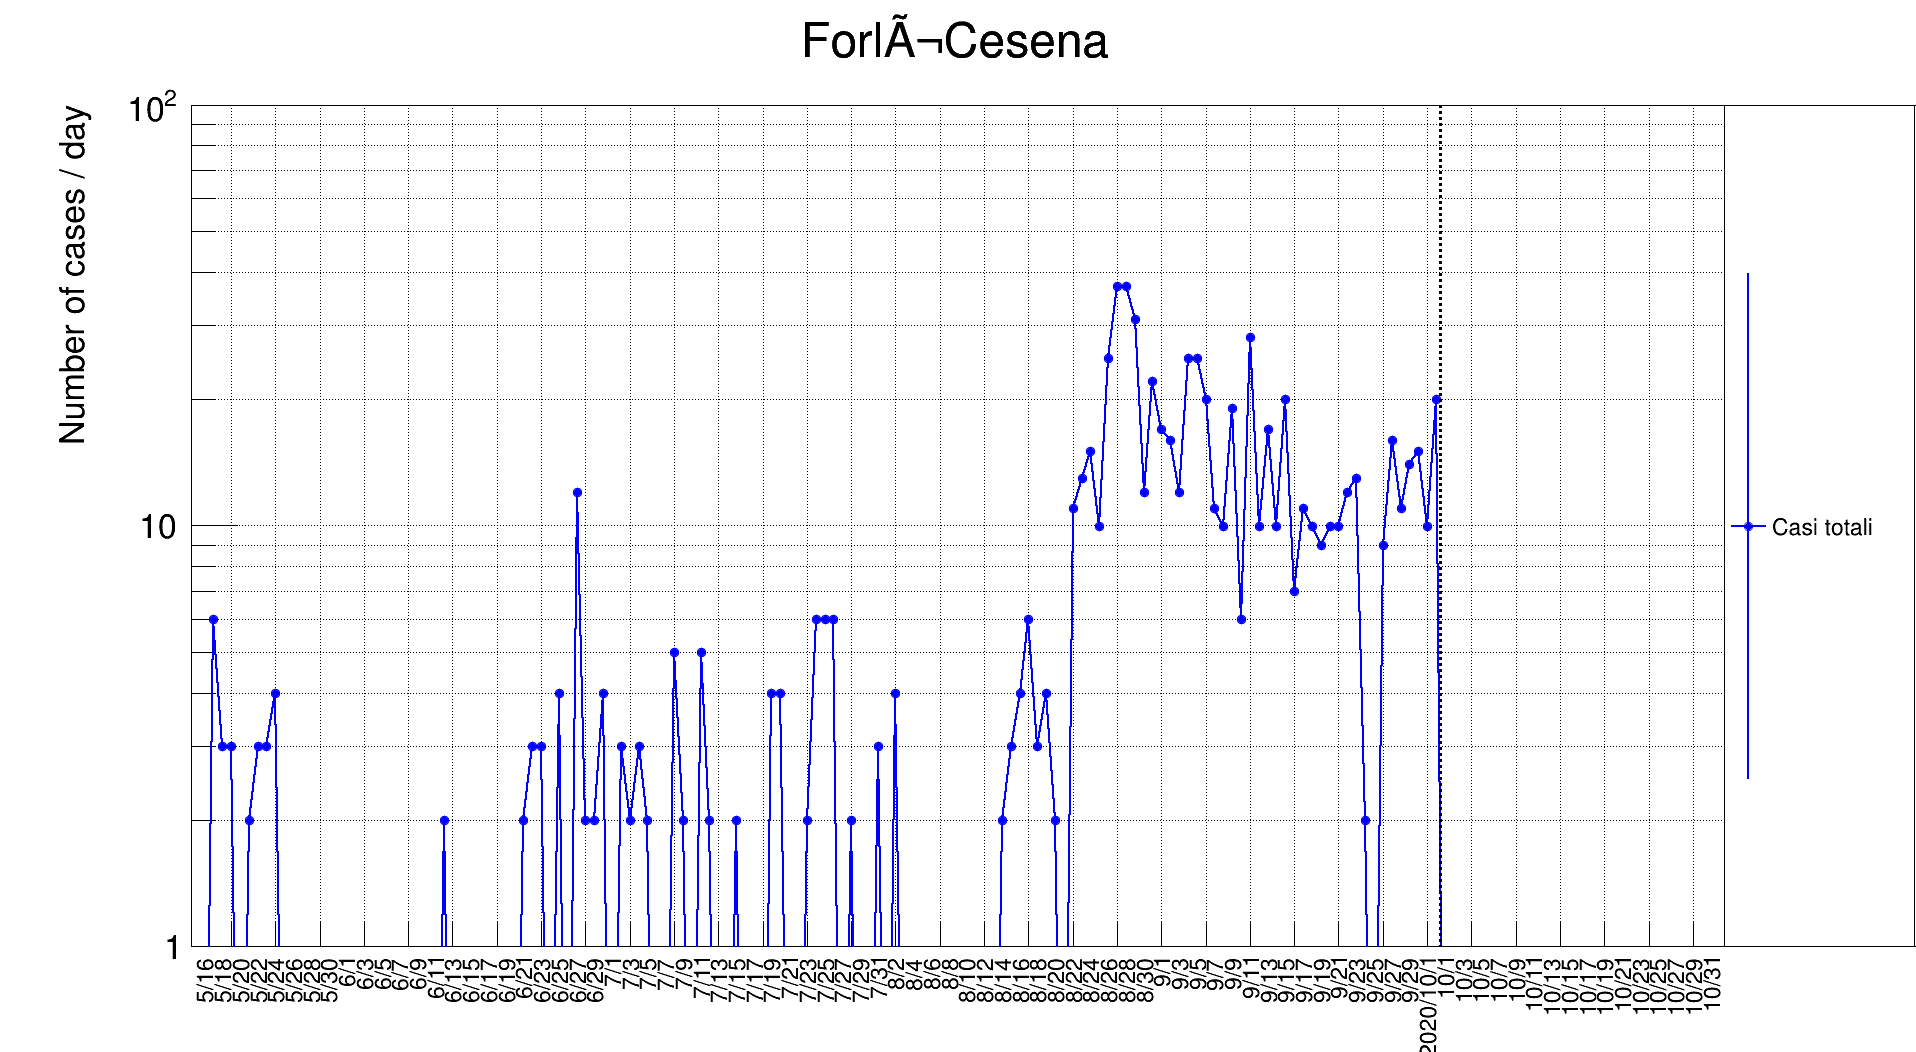 ForlÃ¬Cesena
Number of cases / day
10²
10
1
5/16 5/18 5/20 5/22 5/24 5/26 5/28 5/30 6/1 6/3 6/5 6/7 6/9 6/11 6/13 6/15 6/17 6/19 6/21 6/23 6/25 6/27 6/29 7/1 7/3 7/5 7/7 7/9 7/11 7/13 7/15 7/17 7/19 7/21 7/23 7/25 7/27 7/29 7/31 8/2 8/4 8/6 8/8 8/10 8/12 8/14 8/16 8/18 8/20 8/22 8/24 8/26 8/28 8/30 9/1 9/3 9/5 9/7 9/9 9/11 9/13 9/15 9/17 9/19 9/21 9/23 9/25 9/27 9/29 2020/10/1 10/1 10/3 10/5 10/7 10/9 10/11 10/13 10/15 10/17 10/19 10/21 10/23 10/25 10/27 10/29 10/31
Casi totali